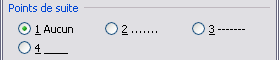 Points de suite
1 Aucun 2 ....... 3 -------
4 ____